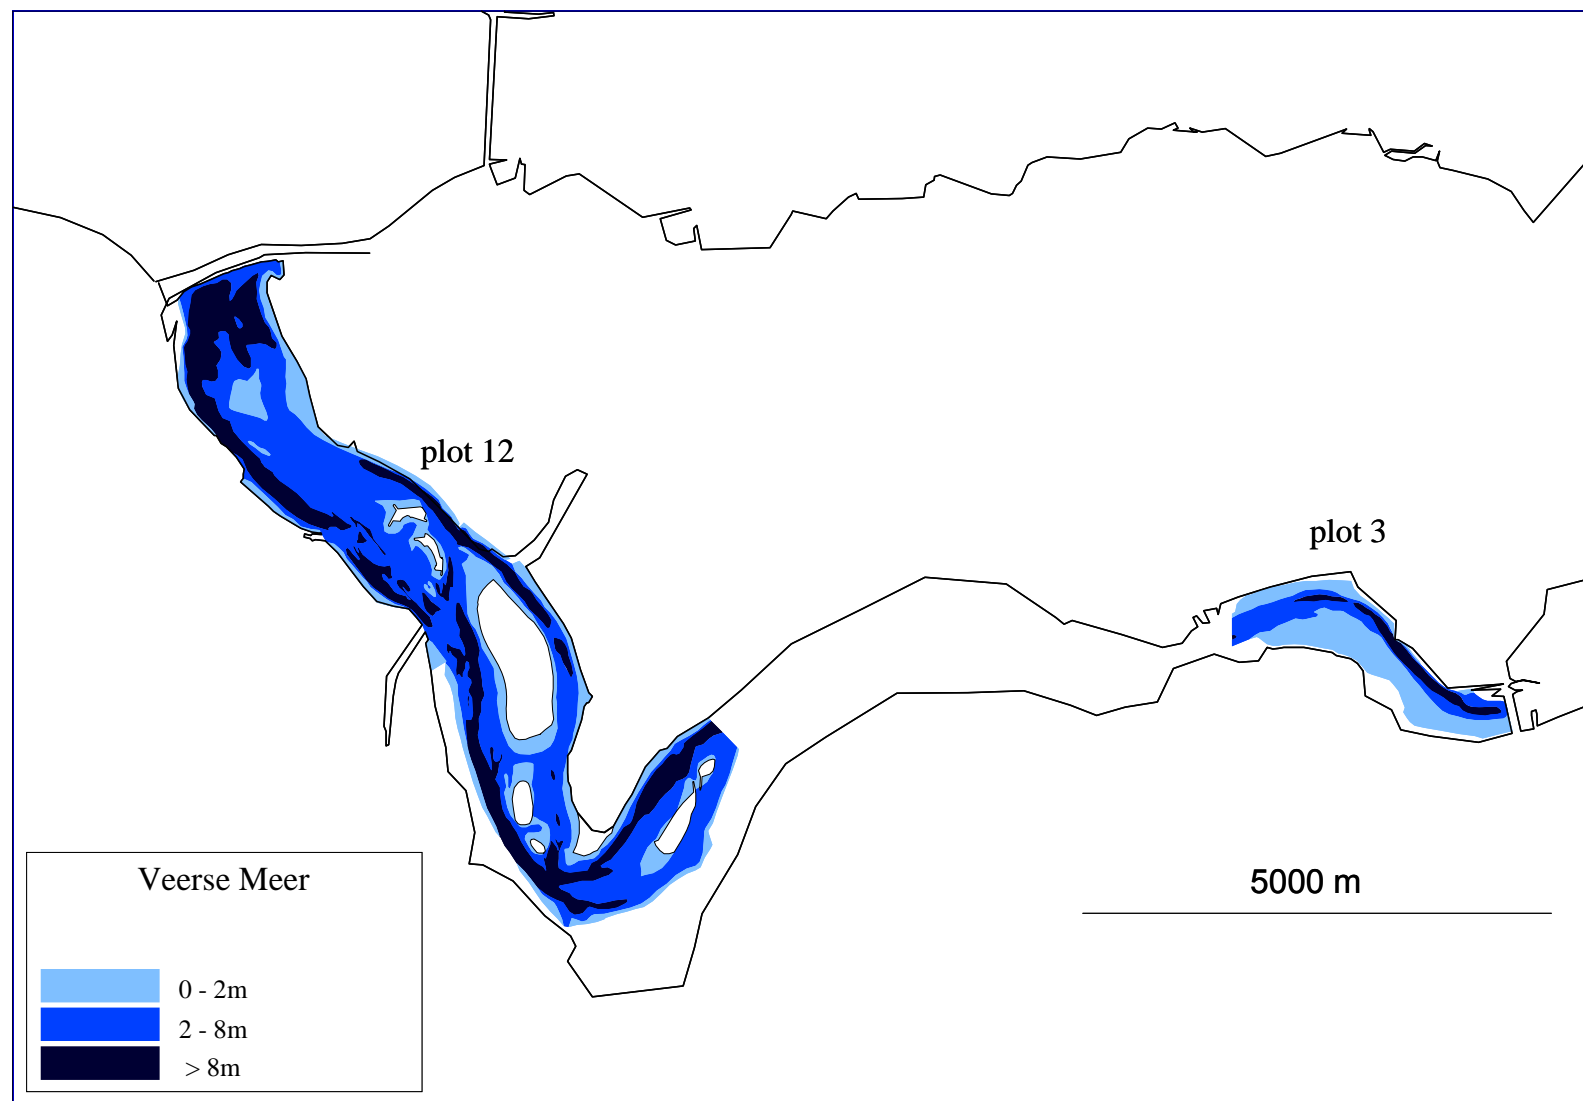 plot 12
plot 3
5000 m
Veerse Meer
0 - 2m
2 - 8m
> 8m